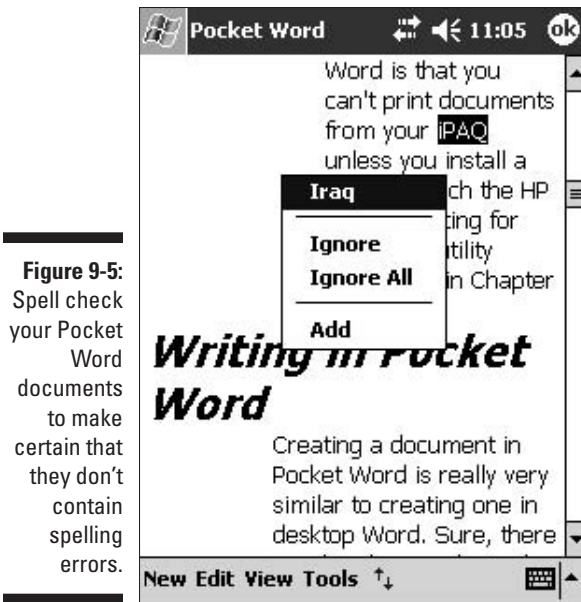 Pocket Word 11:05 ok
Word is that you
can't print documents
from your iPAQ
unless you install a
ch the HP
ting for
tility
in Chapter
Iraq
Ignore
Ignore All
Add
Writing in Pocket
Word
Creating a document in
Pocket Word is really very
similar to creating one in
desktop Word. Sure, there
New Edit View Tools
Figure 9-5:
Spell check
your Pocket
Word
documents
to make
certain that
they don't
contain
spelling
errors.